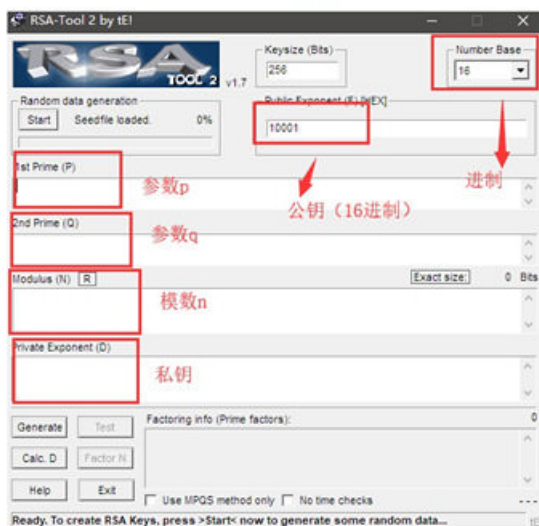 RSA-Tool 2 by tE!
RSA
TOOL 2
v1.7
Keysize (Bits)
256
Number Base
16
Random data generation
Start
Seedfile loaded.
0%
Public Exponent (E) [HEX]
10001
1st Prime (P)
参数p
公钥（16进制）
进制
2nd Prime (Q)
参数q
Modulus (N)
R
Exact size:
0 Bits
模数n
Private Exponent (D)
私钥
Generate
Test
Factoring info (Prime factors):
0
Calc. D
Factor N
Help
Exit
Use MPQS method only
No time checks
---
Ready. To create RSA Keys, press >Start< now to generate some random data...
tE